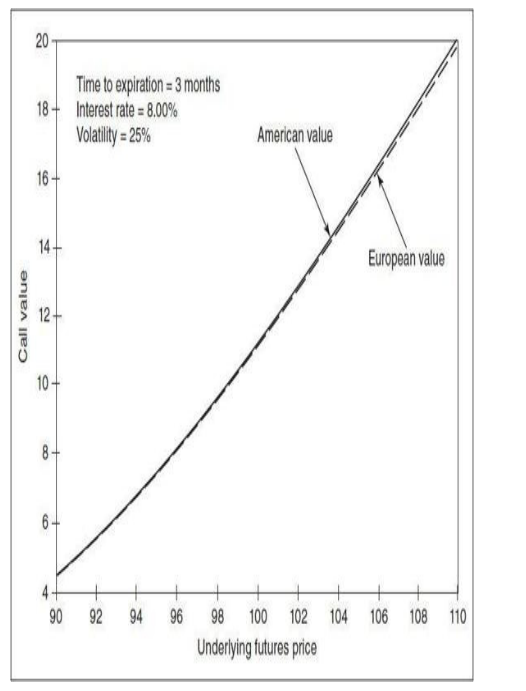 20
Time to expiration = 3 months
Interest rate = 8.00%
Volatility = 25%
18
American value
16
European value
14
Call value
12
10
8
6
4
90 92 94 96 98 100 102 104 106 108 110
Underlying futures price